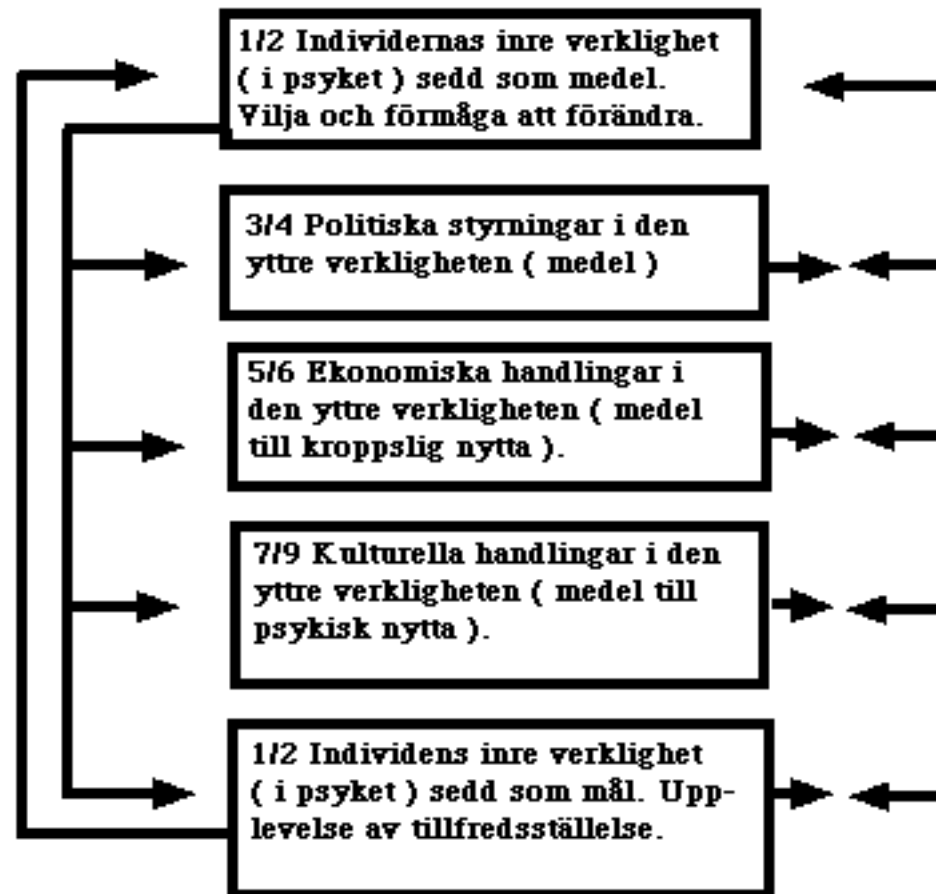 1/2 Individernas inre verklighet
( i psyket ) sedd som medel.
Vilja och förmåga att förändra.
3/4 Politiska styrningar i den
yttre verkligheten ( medel )
5/6 Ekonomiska handlingar i
den yttre verkligheten ( medel
till kroppslig nytta ).
7/9 Kulturella handlingar i den
yttre verkligheten ( medel till
psykisk nytta ).
1/2 Individens inre verklighet
( i psyket ) sedd som mål. Upp-
levelse av tillfredsställelse.